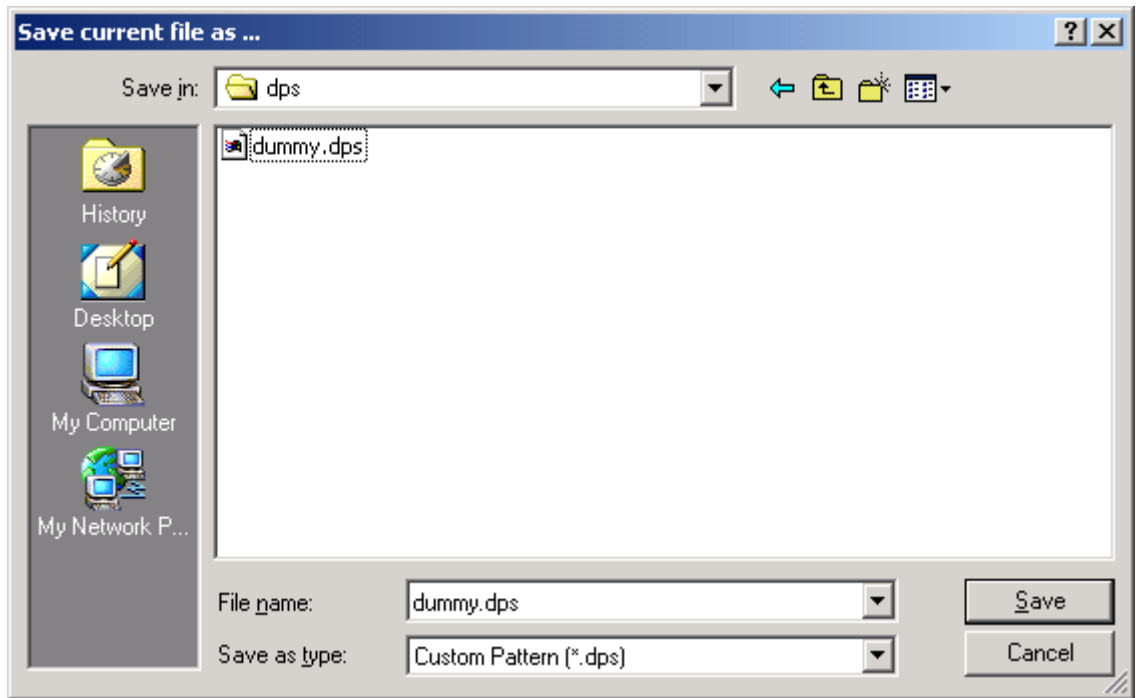 Save current file as ...
Save in: dps
dummy.dps
History
Desktop
My Computer
My Network P...
File name: dummy.dps Save
Save as type: Custom Pattern (*.dps) Cancel